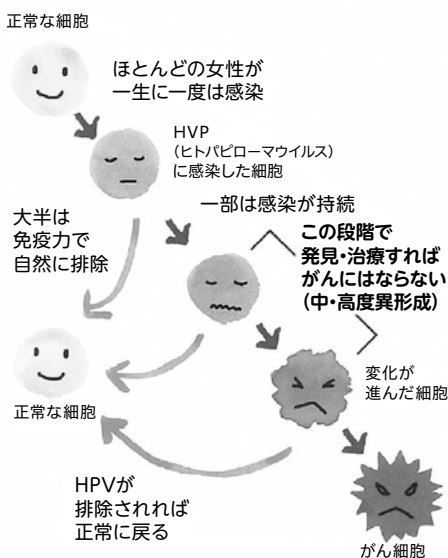 正常な細胞
ほとんどの女性が
一生に一度は感染
HVP
（ヒトパピローマウイルス）
に感染した細胞
大半は
免疫力で
自然に排除
一部は感染が持続
この段階で
発見・治療すれば
がんにはならない
（中・高度異形成）
正常な細胞
変化が
進んだ細胞
HPVが
排除されれば
正常に戻る
がん細胞